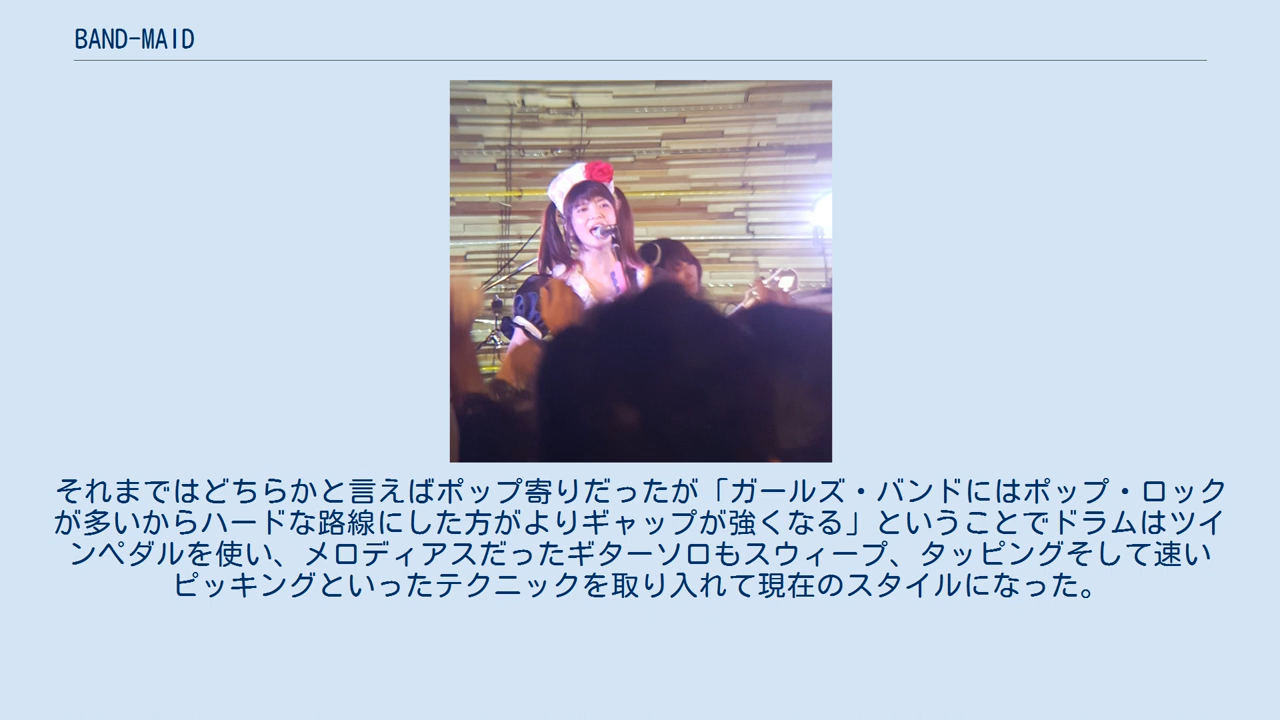 BAND-MAID
それまではどちらかと言えばポップ寄りだったが「ガールズ・バンドにはポップ・ロック
が多いからハードな路線にした方がよりギャップが強くなる」ということでドラムはツイ
ンペダルを使い、メロディアスだったギターソロもスウィープ、タッピングそして速い
ピッキングといったテクニックを取り入れて現在のスタイルになった。